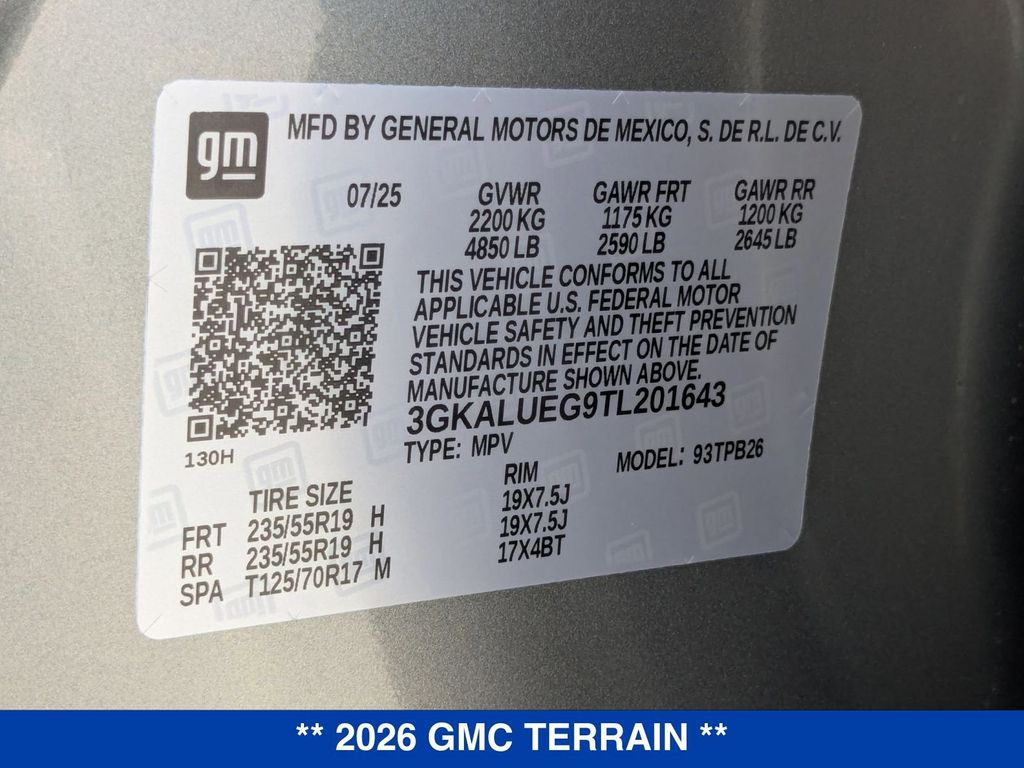 gm
MFD BY GENERAL MOTORS DE MEXICO, S. DE R.L. DE C.V.
07/25 GVWR GAWR FRT GAWR RR
2200 KG 1175 KG 1200 KG
4850 LB 2590 LB 2645 LB
THIS VEHICLE CONFORMS TO ALL
APPLICABLE U.S. FEDERAL MOTOR
VEHICLE SAFETY AND THEFT PREVENTION
STANDARDS IN EFFECT ON THE DATE OF
MANUFACTURE SHOWN ABOVE.
3GKALUEG9TL201643
130H
TYPE: MPV MODEL: 93TPB26
TIRE SIZE RIM
FRT 235/55R19 H 19X7.5J
RR 235/55R19 H 19X7.5J
SPA T125/70R17 M 17X4BT
** 2026 GMC TERRAIN **